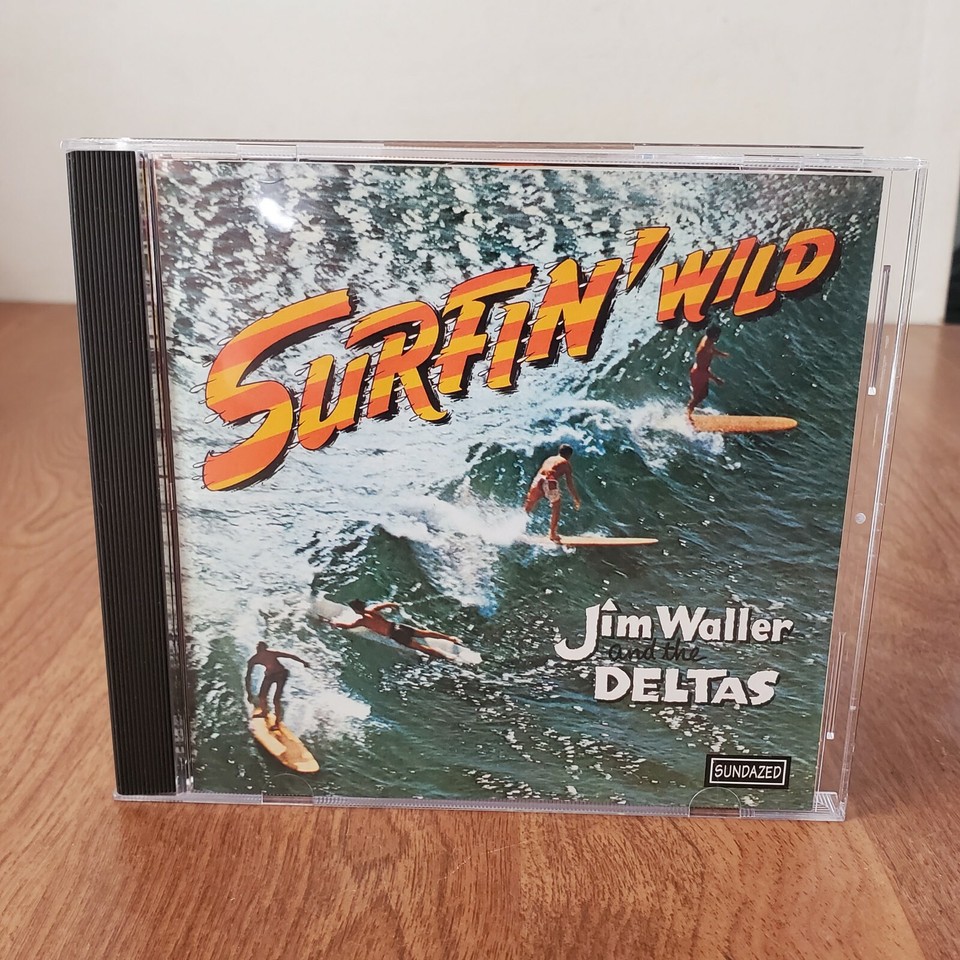 SURFIN' WILD
Jim Waller
and the
DELTAS
SUNDAZED